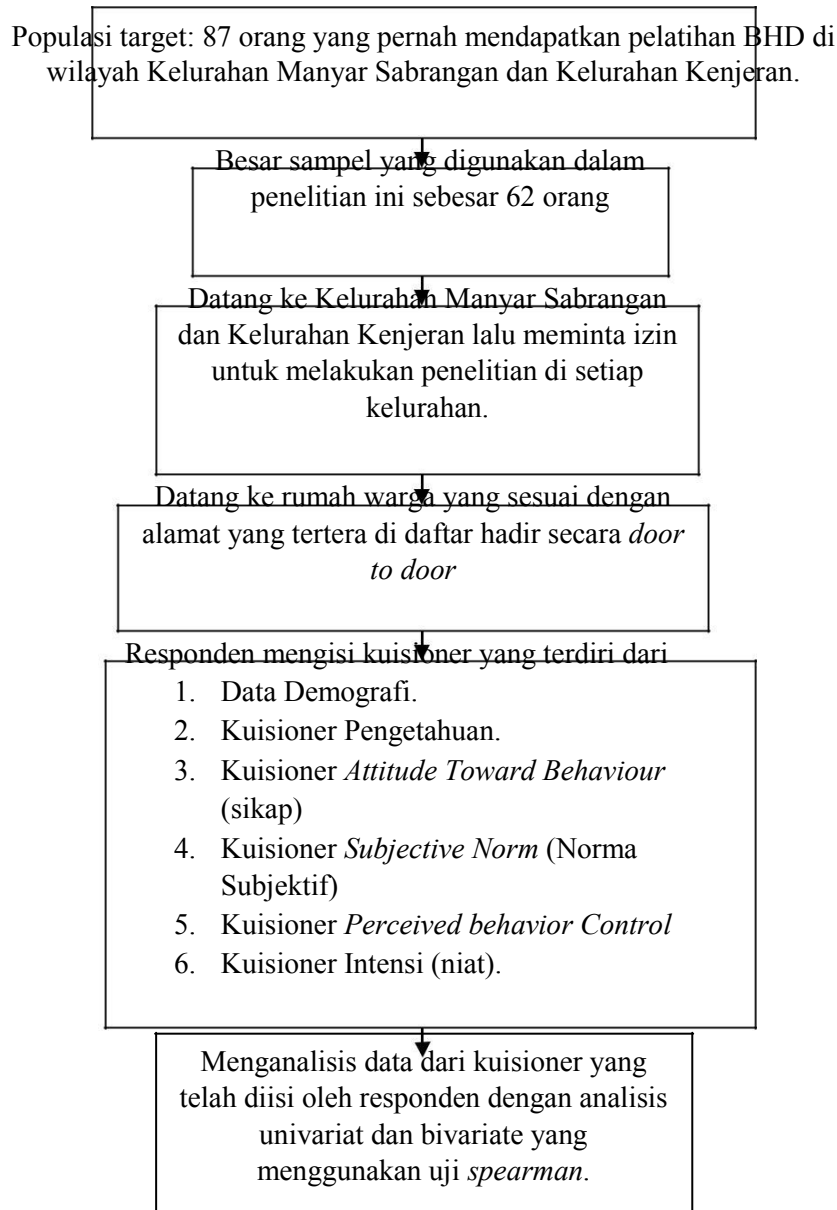 Populasi target: 87 orang yang pernah mendapatkan pelatihan BHD di
wilayah Kelurahan Manyar Sabrangan dan Kelurahan Kenjeran.
Besar sampel yang digunakan dalam
penelitian ini sebesar 62 orang
Datang ke Kelurahan Manyar Sabrangan
dan Kelurahan Kenjeran lalu meminta izin
untuk melakukan penelitian di setiap
kelurahan.
Datang ke rumah warga yang sesuai dengan
alamat yang tertera di daftar hadir secara door
to door
Responden mengisi kuisioner yang terdiri dari
1. Data Demografi.
2. Kuisioner Pengetahuan.
3. Kuisioner Attitude Toward Behaviour
(sikap)
4. Kuisioner Subjective Norm (Norma
Subjektif)
5. Kuisioner Perceived behavior Control
6. Kuisioner Intensi (niat).
Menganalisis data dari kuisioner yang
telah diisi oleh responden dengan analisis
univariat dan bivariate yang
menggunakan uji spearman.